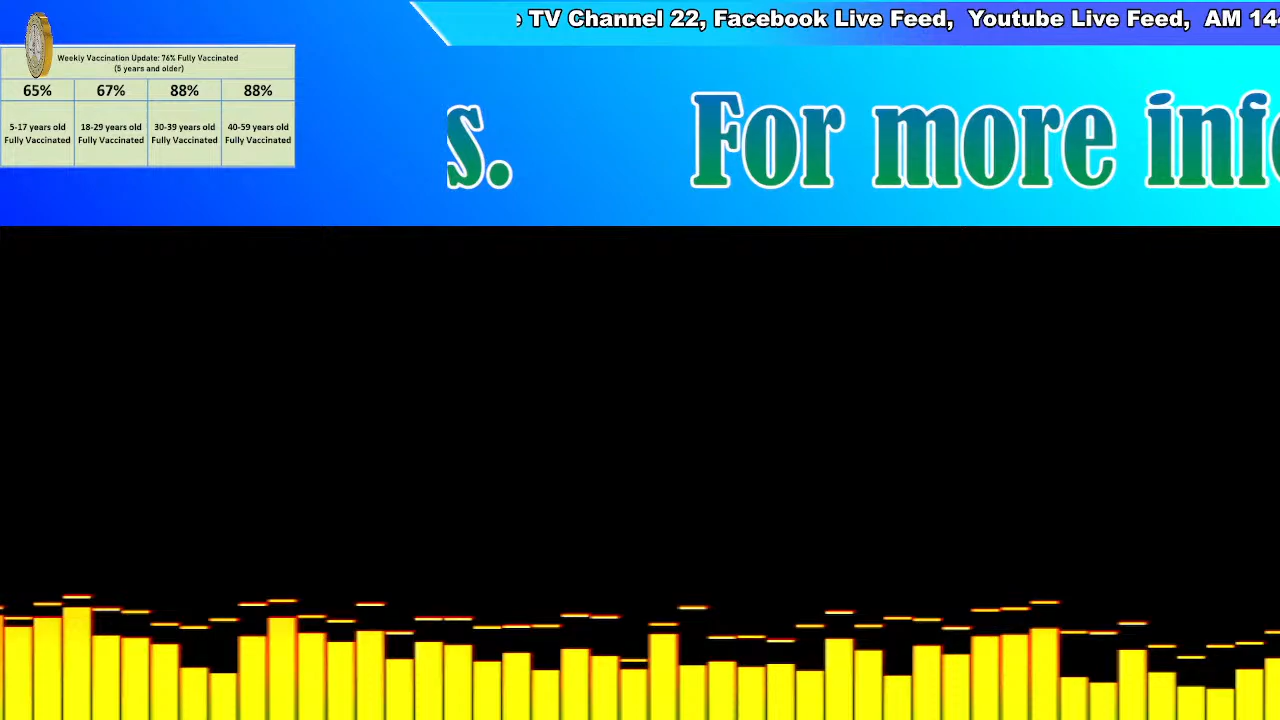 TV Channel 22, Facebook Live Feed, Youtube Live Feed, AM
Weekly Vaccination Update: 76% Fully Vaccinated
(5 years and older)
65% 67% 88% 88%
5-17 years old 18-29 years old 30-39 years old 40-59 years old
Fully Vaccinated Fully Vaccinated Fully Vaccinated Fully Vaccinated
s. For more info